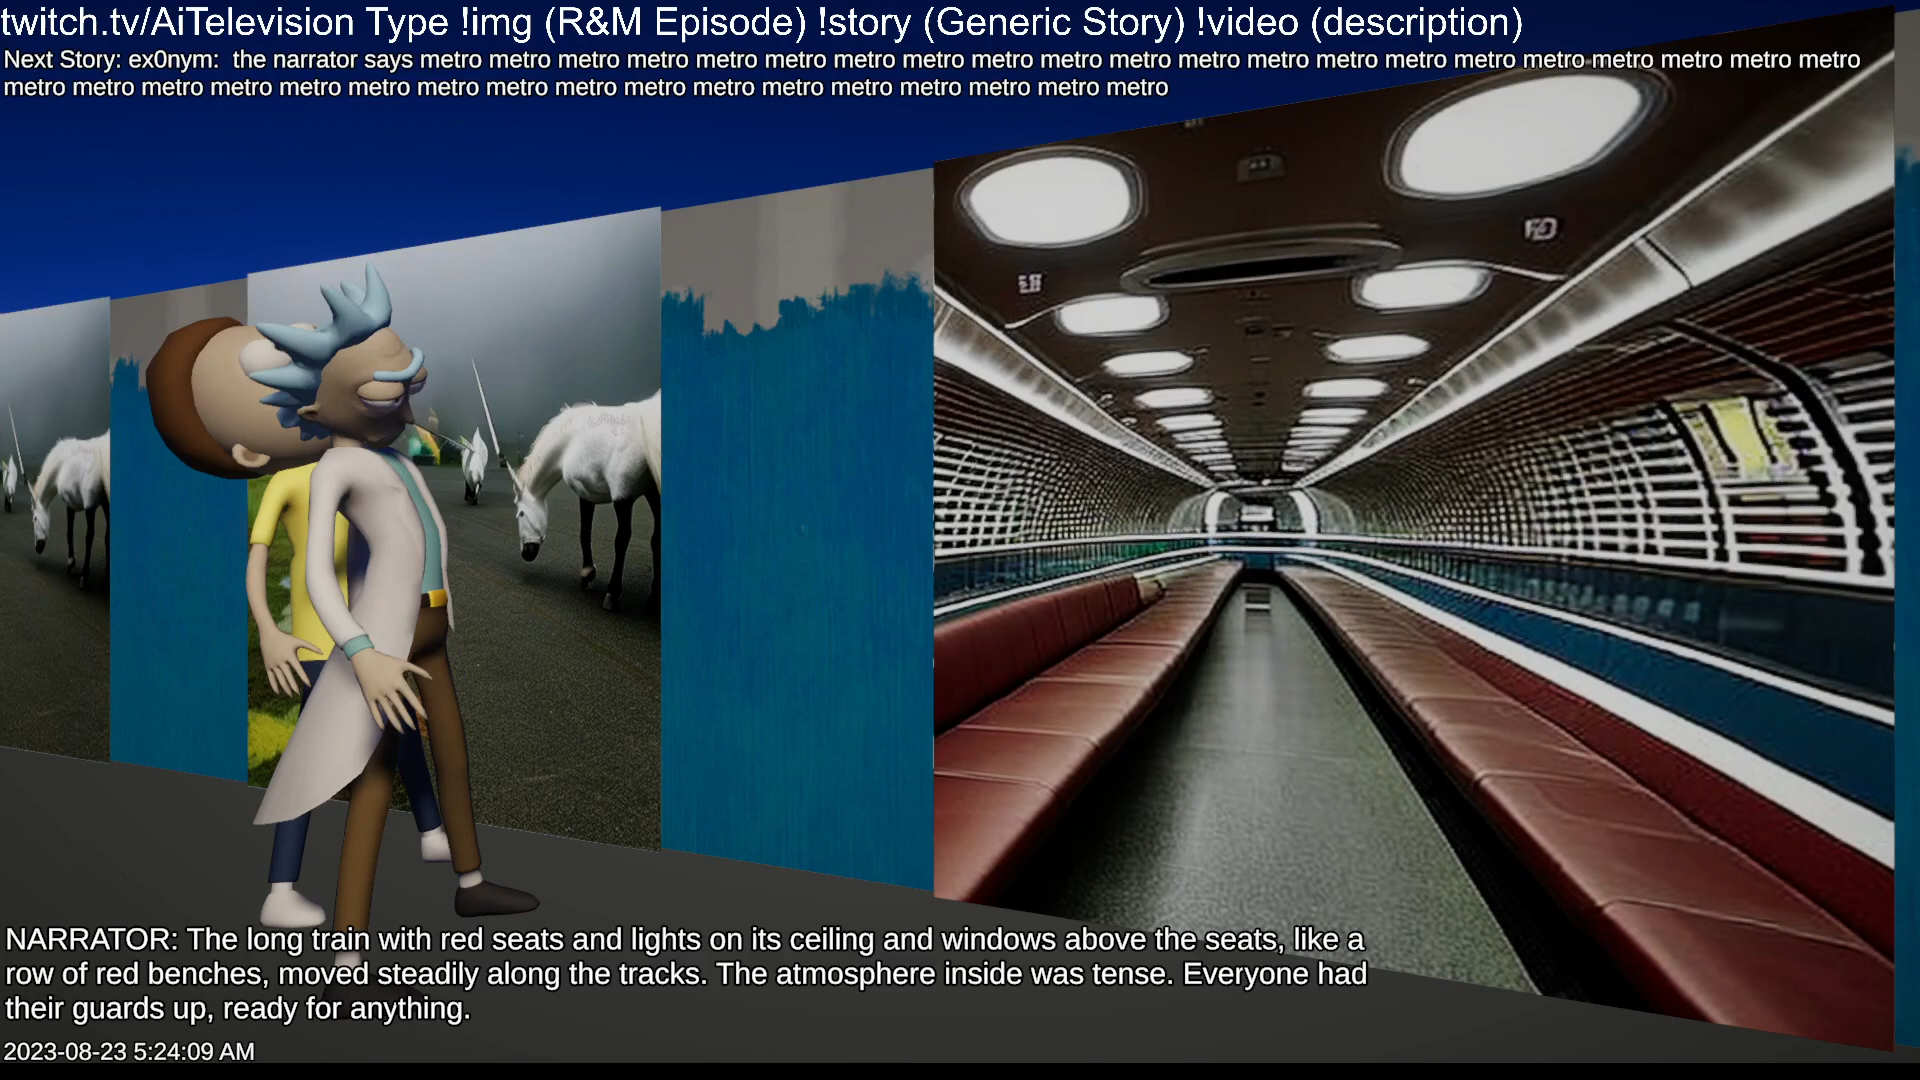 twitch.tv/AiTelevision Type !img (R&M Episode) !story (Generic Story) !video (description)
Next Story: ex0nym:  the narrator says metro metro metro metro metro metro metro metro metro metro metro metro metro metro metro metro metro metro metro metro metro
metro metro metro metro metro metro metro metro metro metro metro metro metro metro metro metro metro
NARRATOR: The long train with red seats and lights on its ceiling and windows above the seats, like a
row of red benches, moved steadily along the tracks. The atmosphere inside was tense. Everyone had
their guards up, ready for anything.
2023-08-23 5:24:09 AM